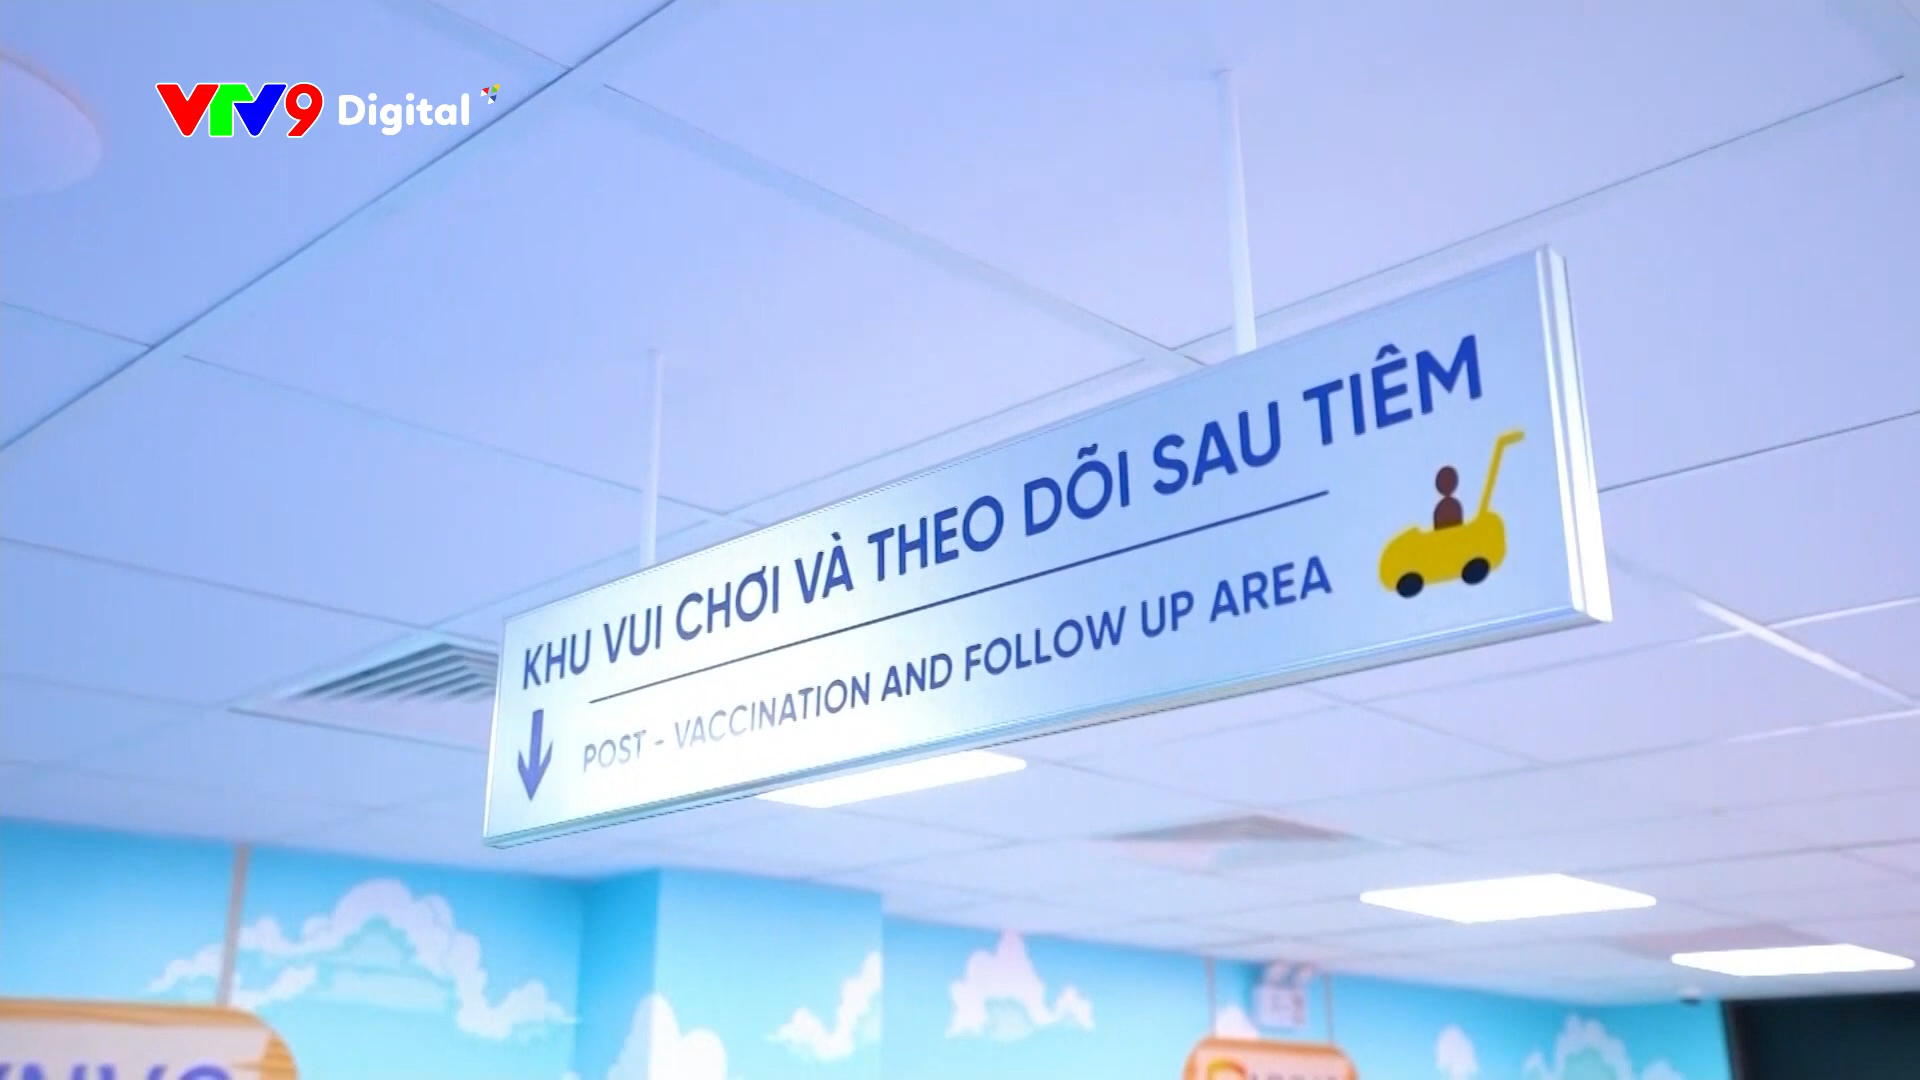 VTV9 Digital
KHU VUI CHƠI VÀ THEO DÕI SAU TIÊM
POST - VACCINATION AND FOLLOW UP AREA